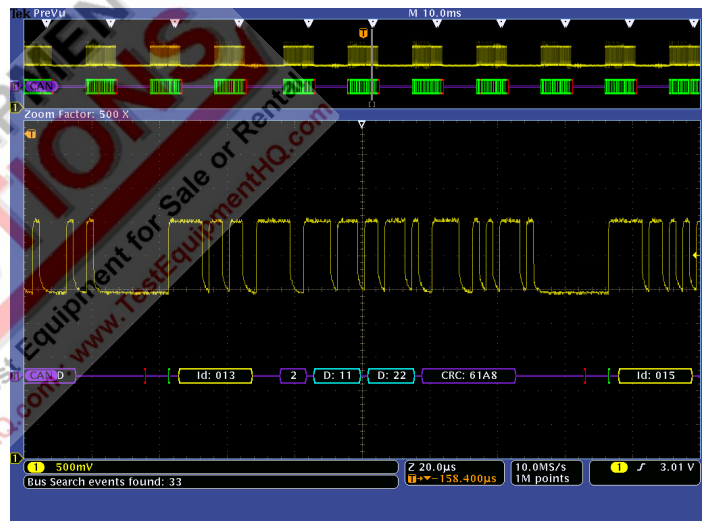 Tek PreVu
M 10.0ms
T
D CAN
1
Zoom Factor: 500 X
T
EQUIPMENT for Sale or Rental
www.TestEquipmentHQ.com
CAN D
Id: 013
2
D: 11
D: 22
CRC: 61A8
Id: 015
1
1 500mV
Z 20.0µs
T→▼-158.400µs
10.0MS/s
1M points
1 ∫ 3.01 V
Bus Search events found: 33